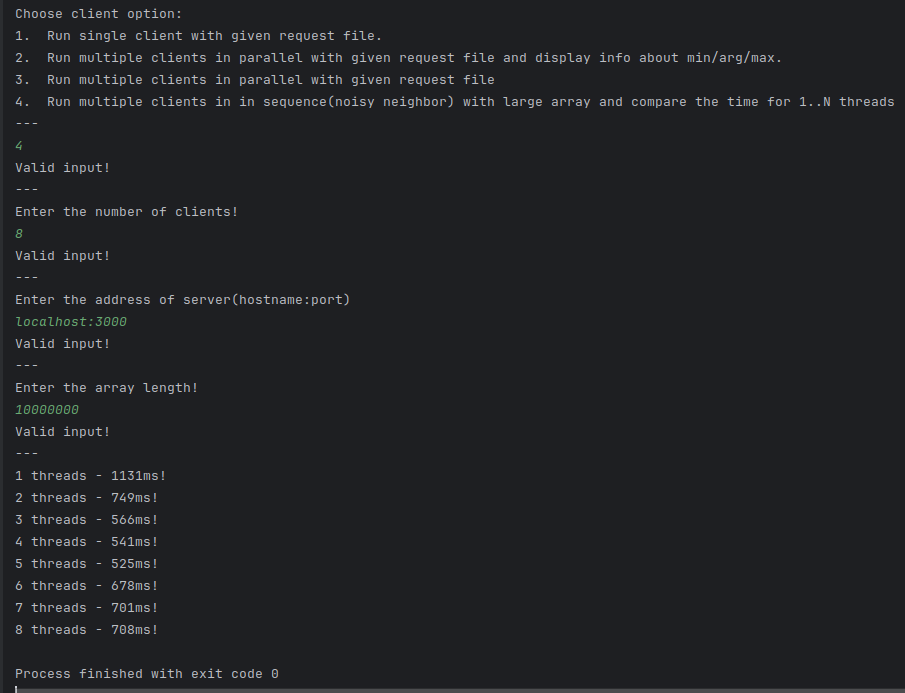 Choose client option:
1.  Run single client with given request file.
2.  Run multiple clients in parallel with given request file and display info about min/arg/max.
3.  Run multiple clients in parallel with given request file
4.  Run multiple clients in in sequence(noisy neighbor) with large array and compare the time for 1..N threads
---
4
Valid input!
---
Enter the number of clients!
8
Valid input!
---
Enter the address of server(hostname:port)
localhost:3000
Valid input!
---
Enter the array length!
10000000
Valid input!
---
1 threads - 1131ms!
2 threads - 749ms!
3 threads - 566ms!
4 threads - 541ms!
5 threads - 525ms!
6 threads - 678ms!
7 threads - 701ms!
8 threads - 708ms!
Process finished with exit code 0